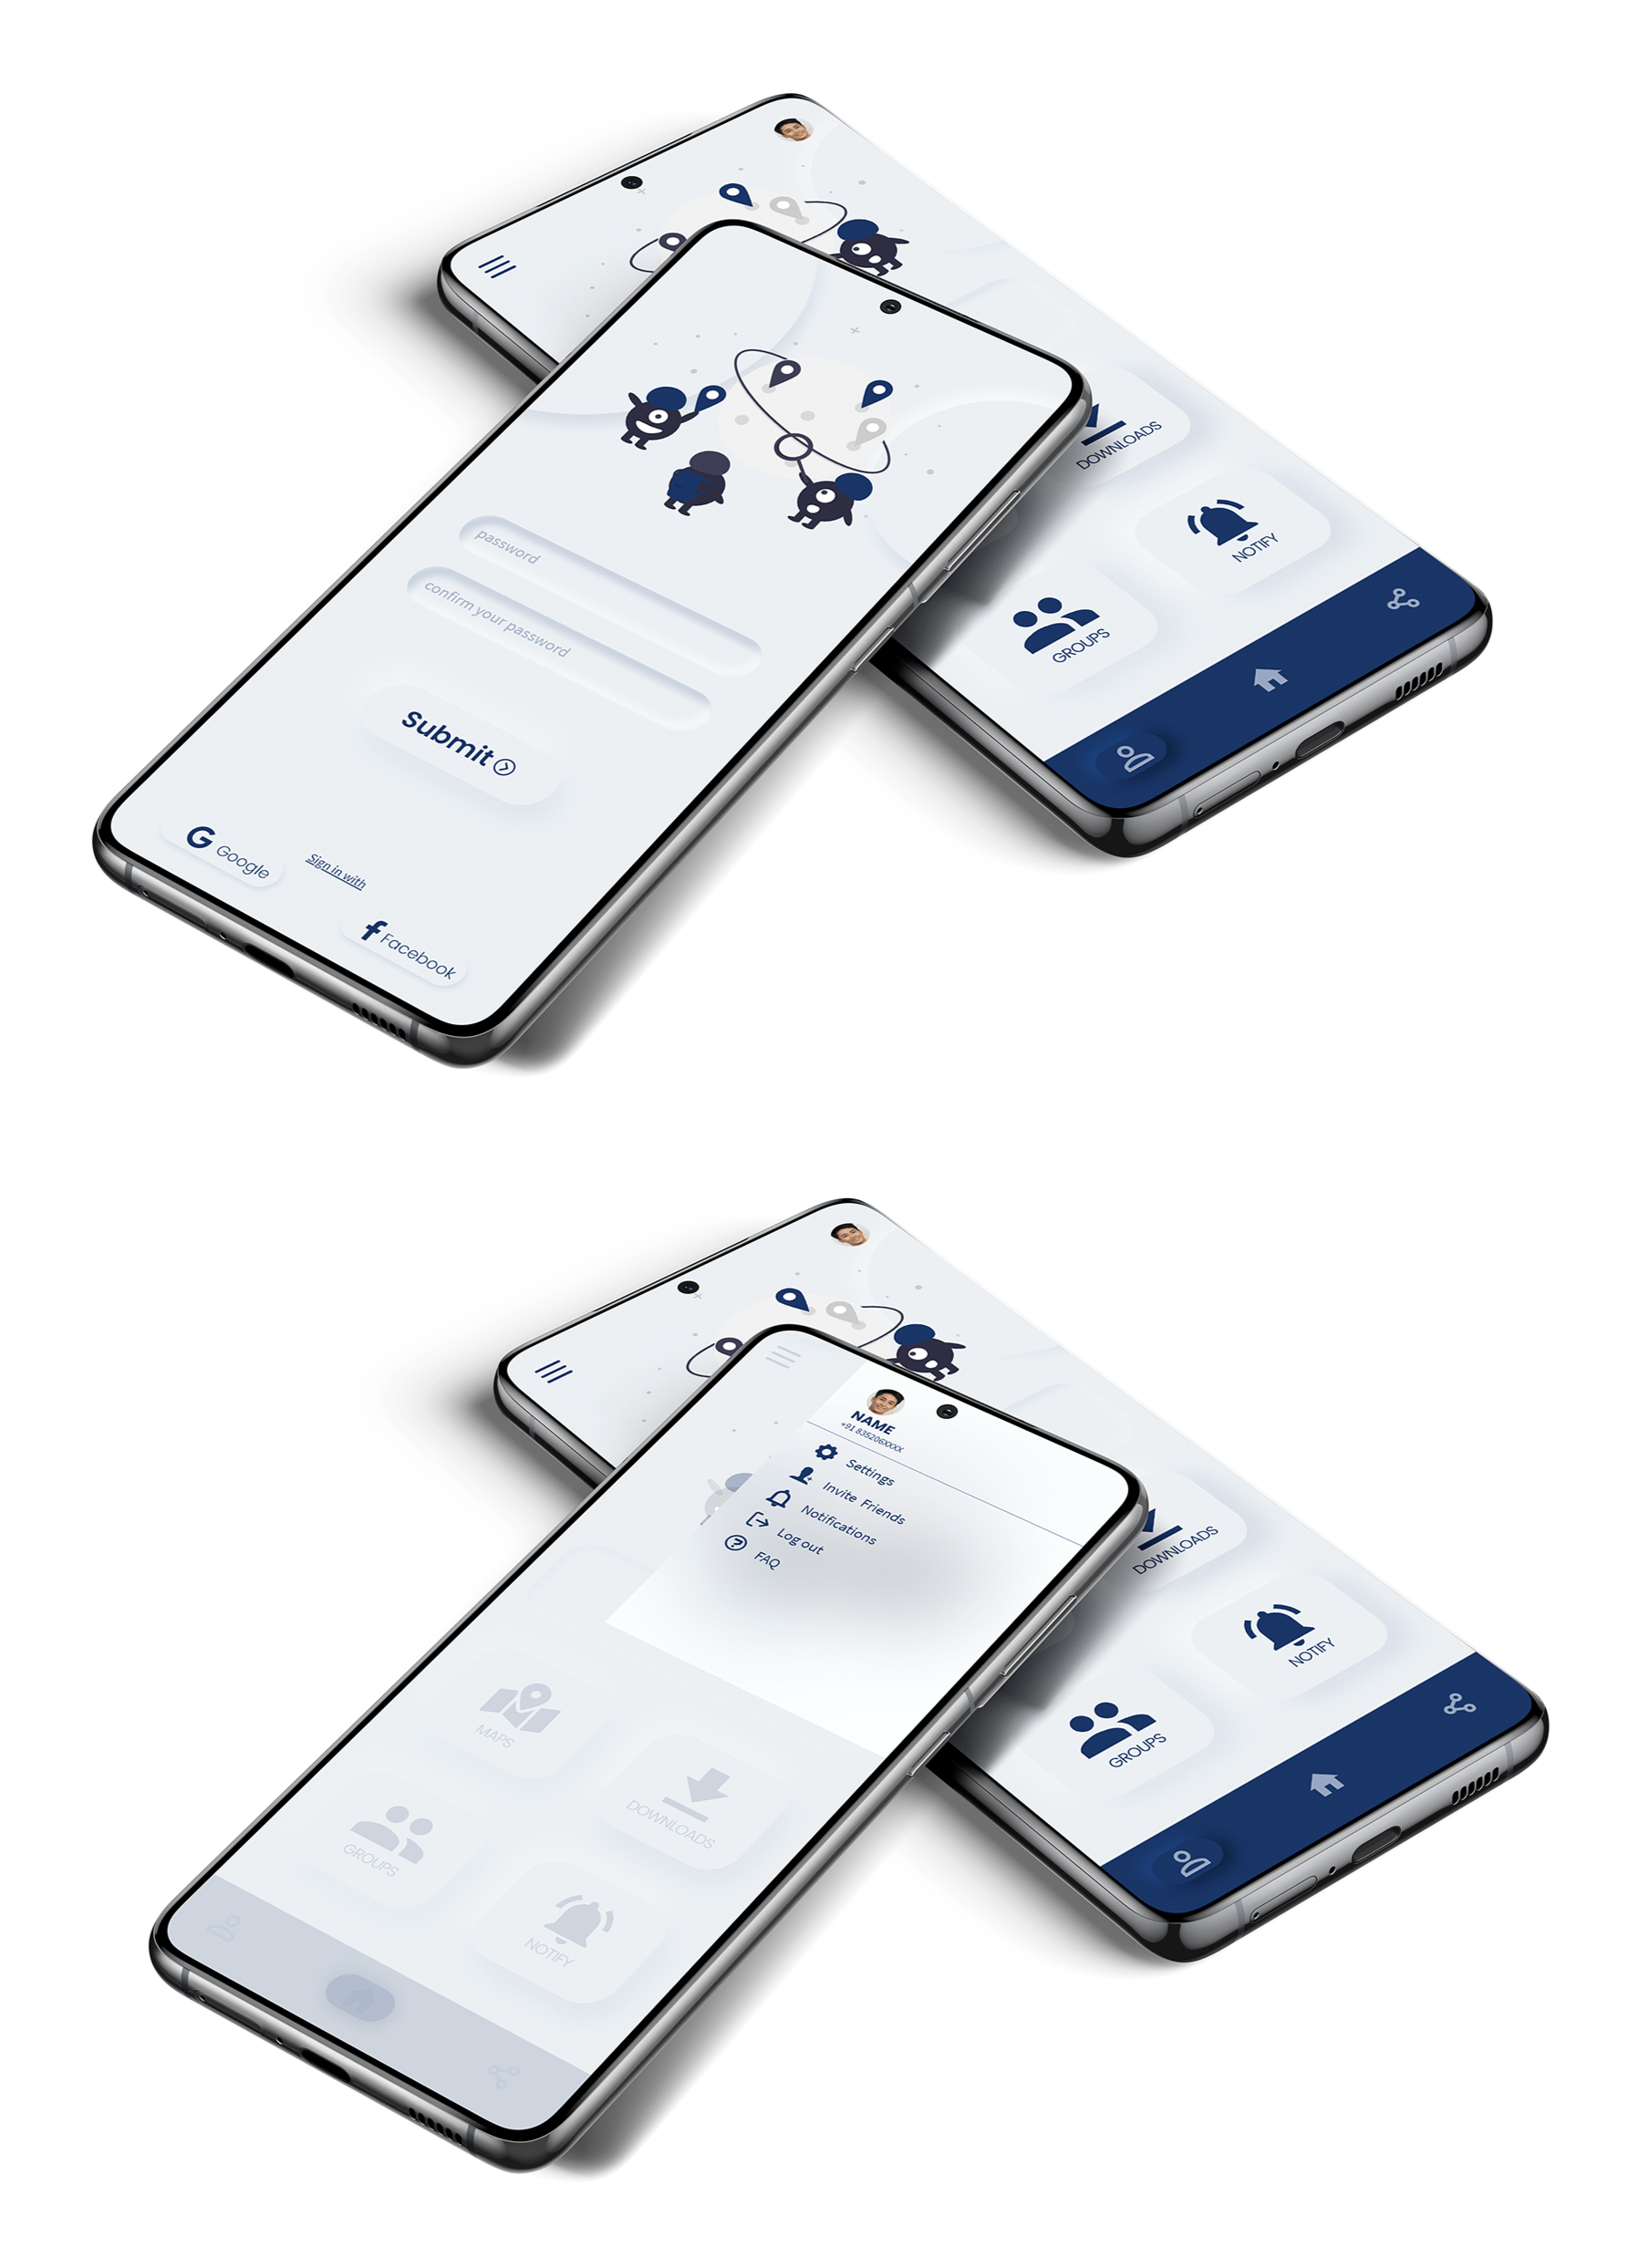 password
confirm your password
Submit
G Google
Sign in with
f Facebook
DOWNLOADS
NOTIFY
GROUPS
NAME
+91 835206XXXX
Settings
Invite Friends
Notifications
Log out
FAQ
MAPS
DOWNLOADS
GROUPS
NOTIFY
DOWNLOADS
NOTIFY
GROUPS